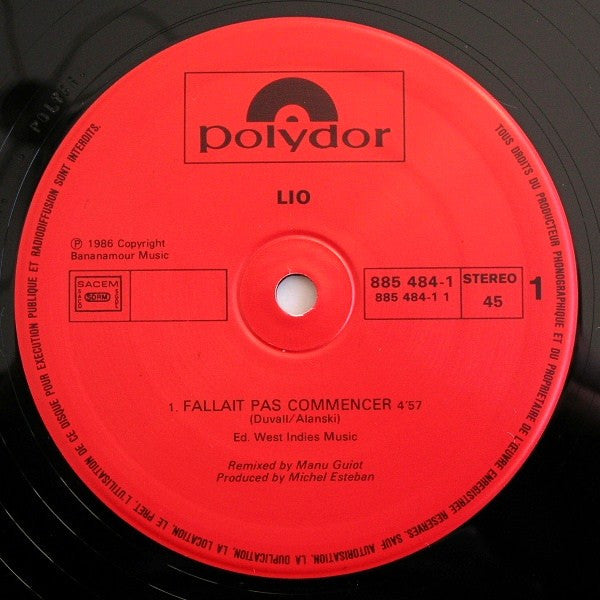 polydor
LIO
℗ 1986 Copyright
Bananamour Music
SACEM
SDRM
885 484-1
885 484-1 1
STEREO
45
1
1. FALLAIT PAS COMMENCER 4'57
(Duvall/Alanski)
Ed. West Indies Music
Remixed by Manu Guiot
Produced by Michel Esteban
TOUS DROITS DU PRODUCTEUR PHONOGRAPHIQUE ET DU PROPRIETAIRE DE L'ŒUVRE ENREGISTREE RESERVES. SAUF AUTORISATION, LA DUPLICATION, LA LOCATION, LE PRET, L'UTILISATION DE CE DISQUE POUR EXECUTION PUBLIQUE ET RADIODIFFUSION SONT INTERDITS.